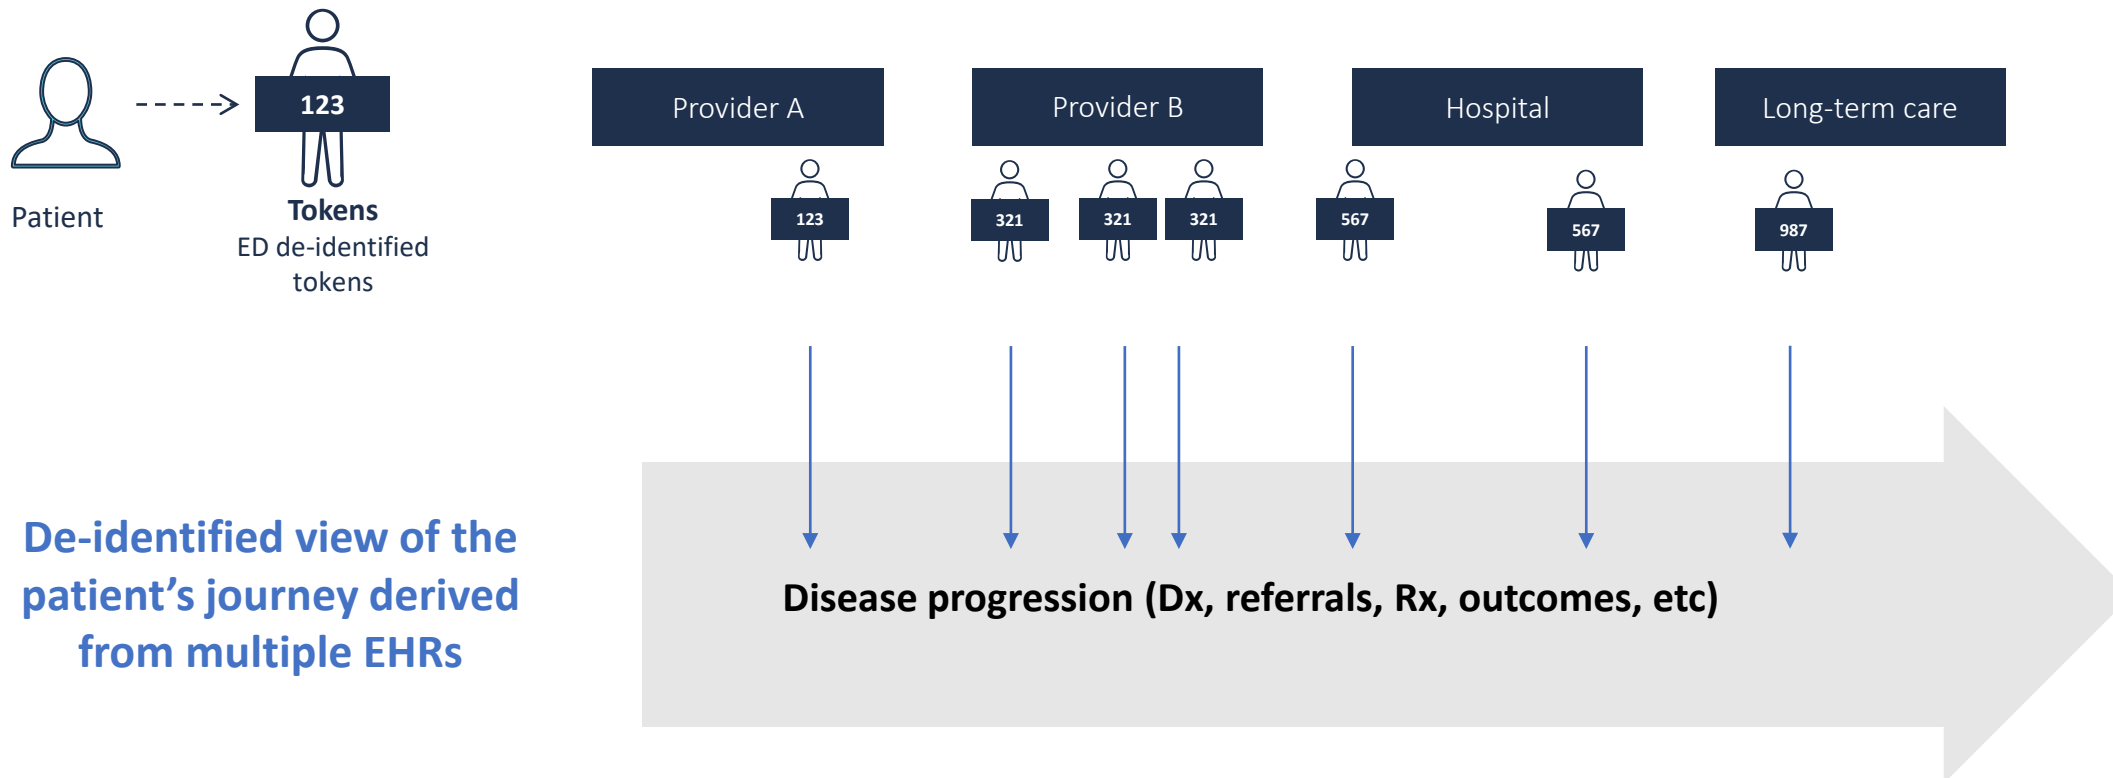 123
Patient
Tokens
ED de-identified
tokens
Provider A
Provider B
Hospital
Long-term care
123
321
321
321
567
567
987
De-identified view of the
patient’s journey derived
from multiple EHRs
Disease progression (Dx, referrals, Rx, outcomes, etc)